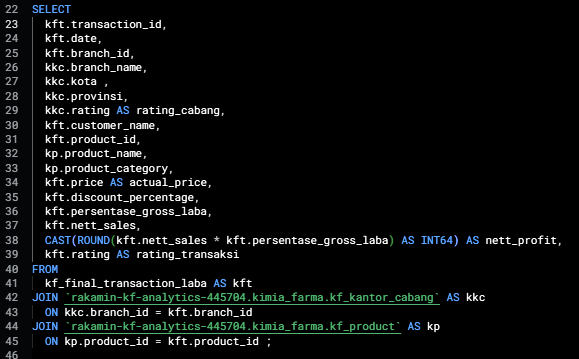 22 SELECT
23 kft.transaction_id,
24 kft.date,
25 kft.branch_id,
26 kkc.branch_name,
27 kkc.kota ,
28 kkc.provinsi,
29 kkc.rating AS rating_cabang,
30 kft.customer_name,
31 kft.product_id,
32 kp.product_name,
33 kp.product_category,
34 kft.price AS actual_price,
35 kft.discount_percentage,
36 kft.persentase_gross_laba,
37 kft.nett_sales,
38 CAST(ROUND(kft.nett_sales * kft.persentase_gross_laba) AS INT64) AS nett_profit,
39 kft.rating AS rating_transaksi
40 FROM
41 kf_final_transaction_laba AS kft
42 JOIN `rakamin-kf-analytics-445704.kimia_farma.kf_kantor_cabang` AS kkc
43 ON kkc.branch_id = kft.branch_id
44 JOIN `rakamin-kf-analytics-445704.kimia_farma.kf_product` AS kp
45 ON kp.product_id = kft.product_id ;
46